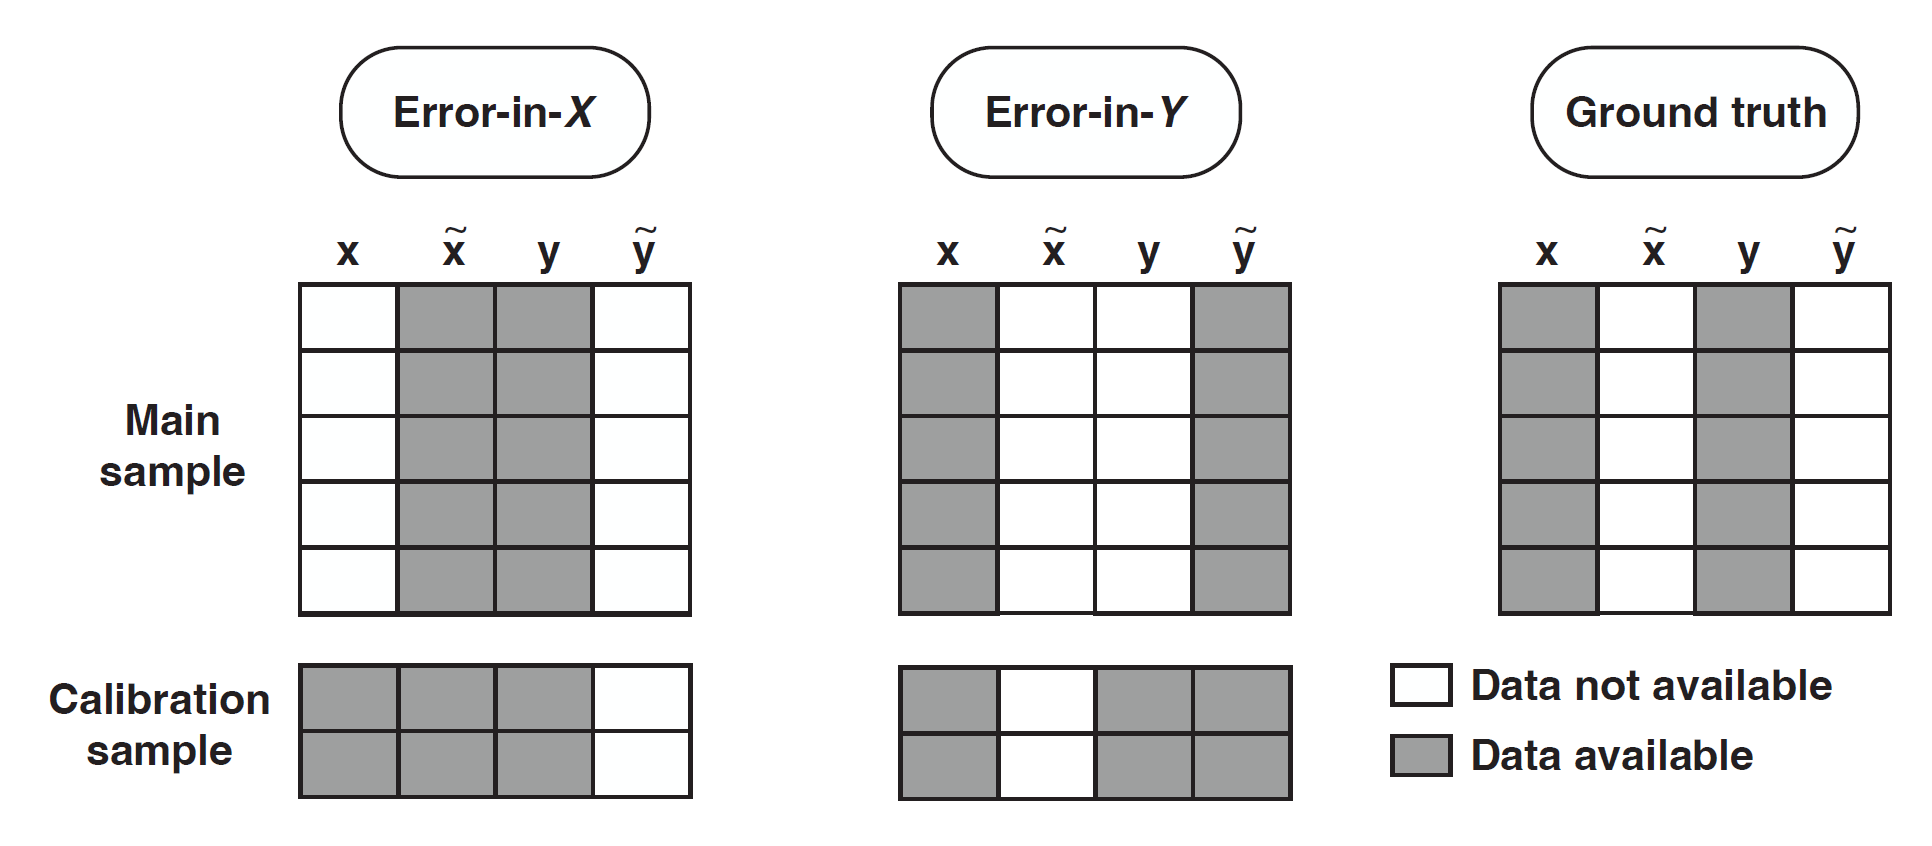 Error-in-X
Error-in-Y
Ground truth
x x̃ y ỹ
x x̃ y ỹ
x x̃ y ỹ
Main
sample
Calibration
sample
Data not available
Data available